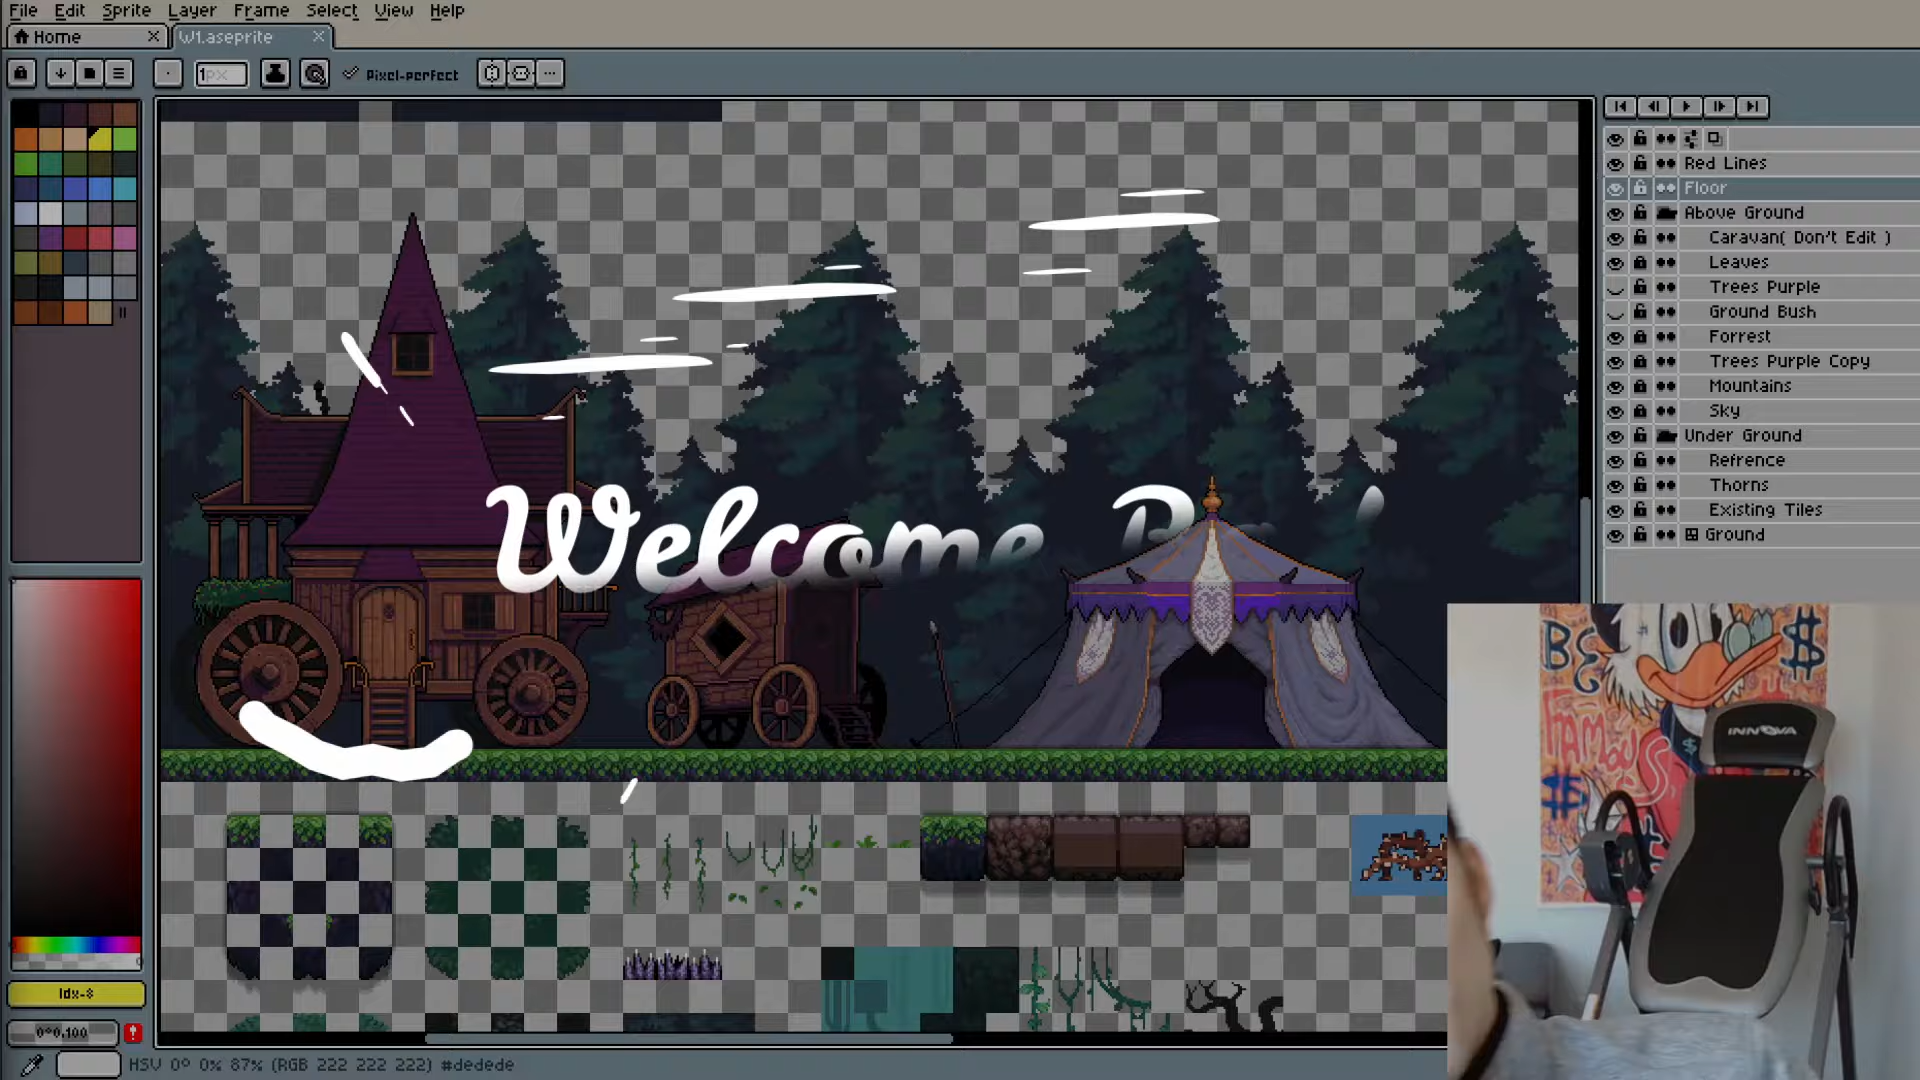 File Edit Sprite Layer Frame Select View Help
Home
W1.aseprite
1px
Pixel-perfect
Red Lines
Floor
Above Ground
Caravan( Don't Edit )
Leaves
Trees Purple
Ground Bush
Forrest
Trees Purple Copy
Mountains
Sky
Under Ground
Refrence
Thorns
Existing Tiles
Ground
Welcome
INNOVA
Idx-8
HSV 0° 0% 87% (RGB 222 222 222) #dedede